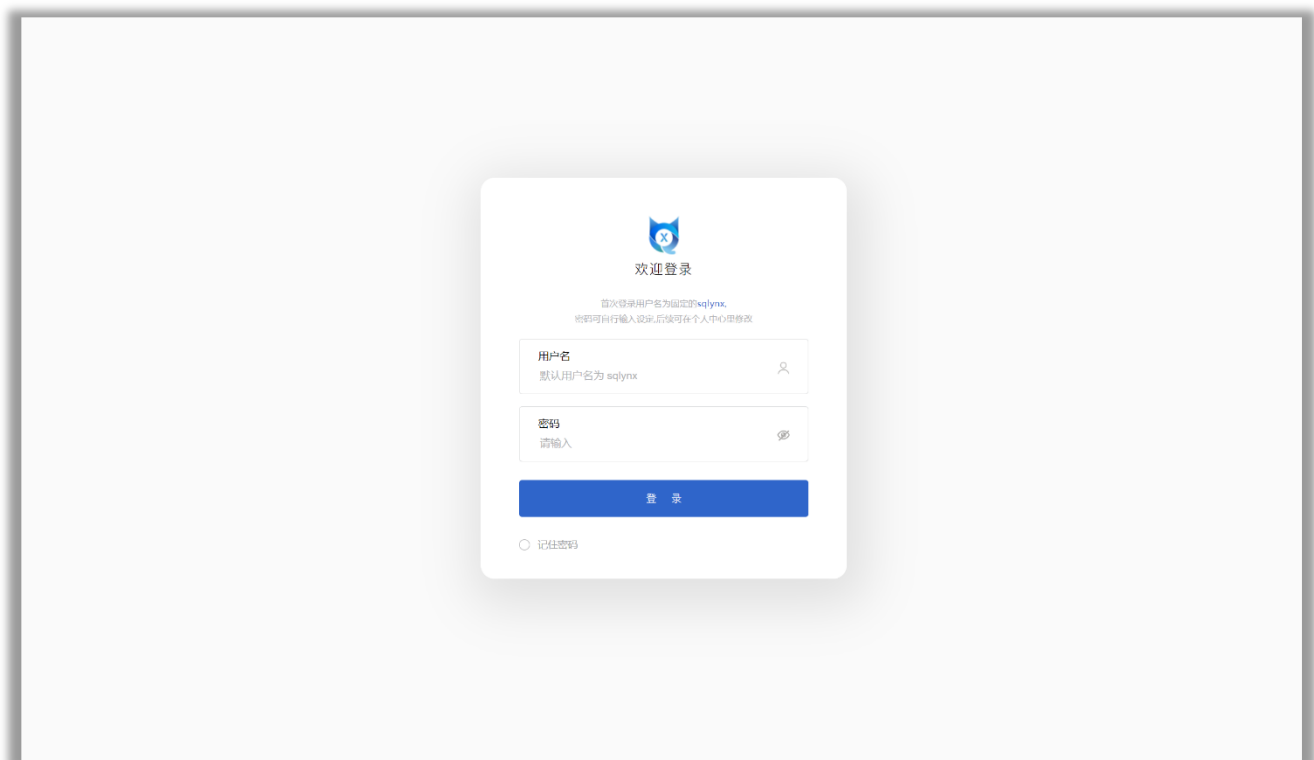 X
欢迎登录
首次登录用户名为固定的sqlynx,
密码可自行输入设定,后续可在个人中心里修改
用户名
默认用户名为 sqlynx
密码
请输入
登 录
记住密码